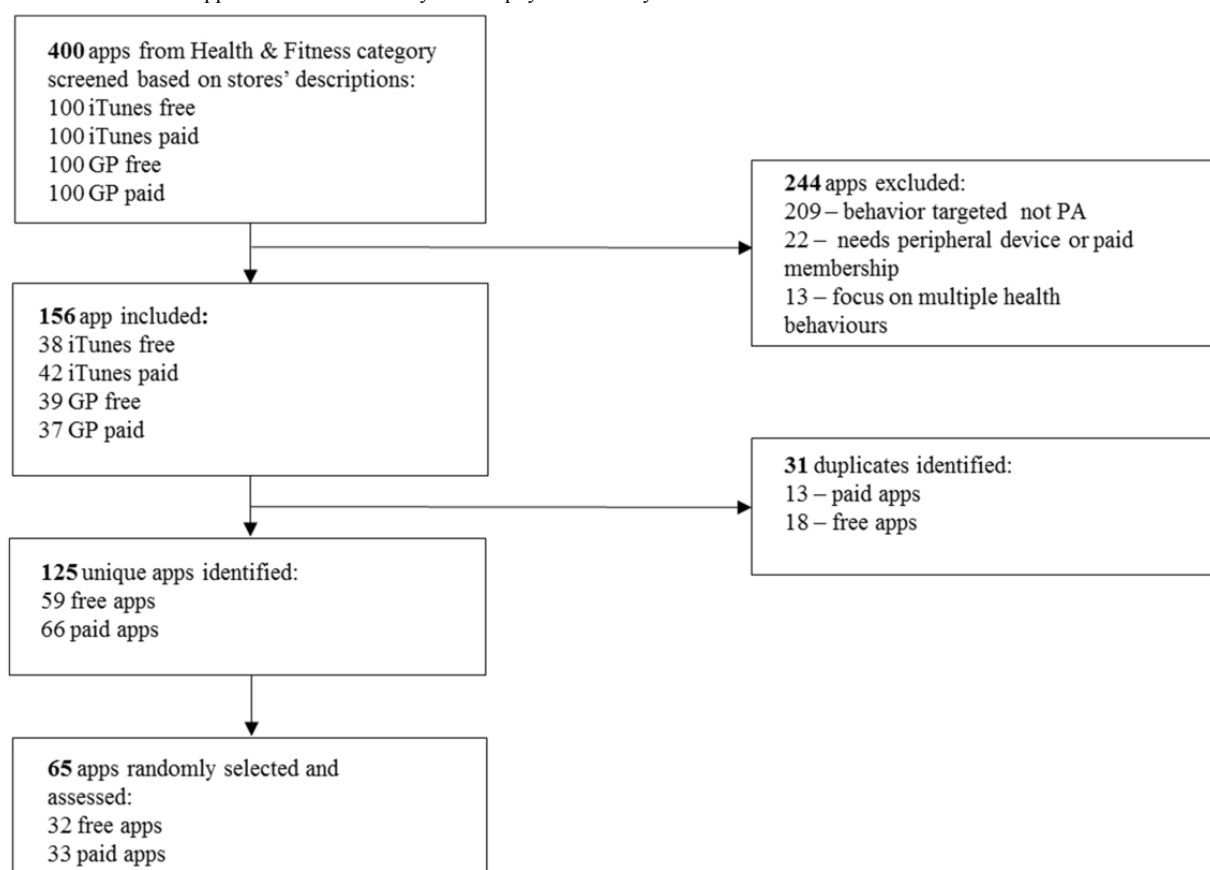 400 apps from Health & Fitness category
screened based on stores' descriptions:
100 iTunes free
100 iTunes paid
100 GP free
100 GP paid
244 apps excluded:
209 – behavior targeted not PA
22 – needs peripheral device or paid
membership
13 – focus on multiple health
behaviours
156 app included:
38 iTunes free
42 iTunes paid
39 GP free
37 GP paid
31 duplicates identified:
13 – paid apps
18 – free apps
125 unique apps identified:
59 free apps
66 paid apps
65 apps randomly selected and
assessed:
32 free apps
33 paid apps